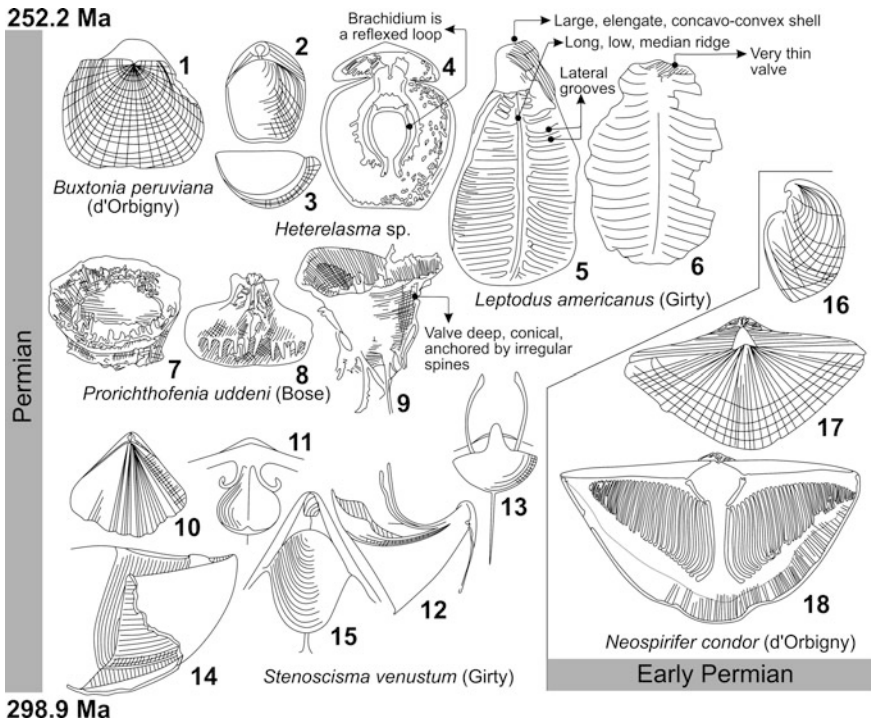 252.2 Ma
Permian
298.9 Ma
1
Buxtonia peruviana
(d'Orbigny)
2
3
Brachidium is
a reflexed loop
4
Heterelasma sp.
Large, elengate, concavo-convex shell
Long, low, median ridge
Lateral
grooves
Very thin
valve
5
6
Leptodus americanus (Girty)
7
8
Prorichthofenia uddeni (Bose)
9
Valve deep, conical,
anchored by irregular
spines
10
11
12
13
14
15
Stenoscisma venustum (Girty)
16
17
18
Neospirifer condor (d'Orbigny)
Early Permian